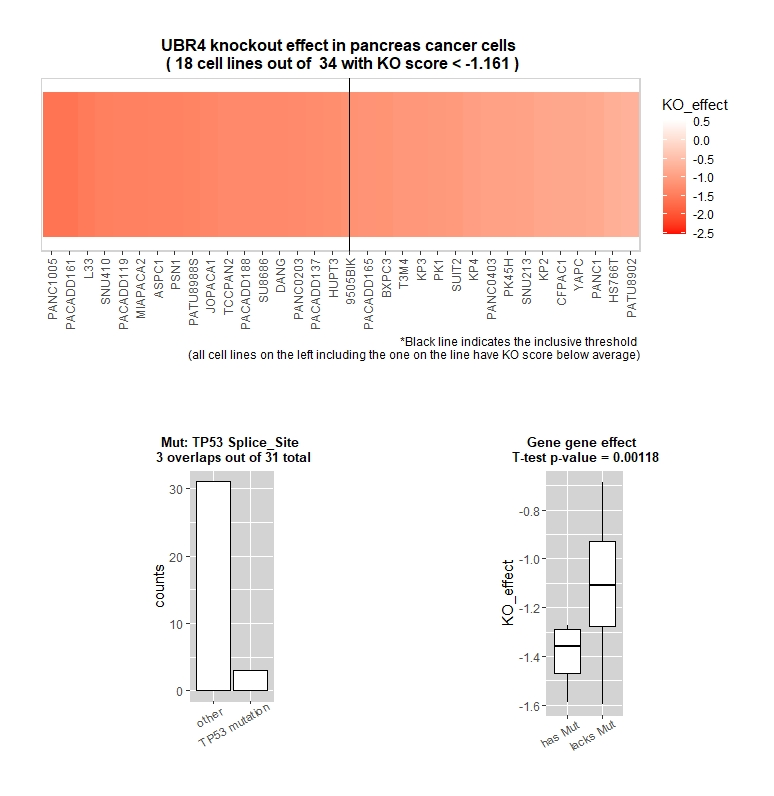 UBR4 knockout effect in pancreas cancer cells
( 18 cell lines out of 34 with KO score < -1.161 )
KO_effect
0.5
0.0
-0.5
-1.0
-1.5
-2.0
-2.5
PANC1005
PACADD161
L33
SNU410
PACADD119
MIAPACA2
ASPC1
PSN1
PATU8988S
JOPACA1
TCCPAN2
PACADD188
SU8686
DANG
PANC0203
PACADD137
HUPT3
9505BIK
PACADD165
BXPC3
T3M4
KP3
PK1
SUIT2
KP4
PANC0403
PK45H
SNU213
KP2
CFPAC1
YAPC
PANC1
HS766T
PATU8902
*Black line indicates the inclusive threshold
(all cell lines on the left including the one on the line have KO score below average)
Mut: TP53 Splice_Site
3 overlaps out of 31 total
counts
30
20
10
0
other
TP53 mutation
Gene gene effect
T-test p-value = 0.00118
KO_effect
-0.8
-1.0
-1.2
-1.4
-1.6
has Mut
lacks Mut